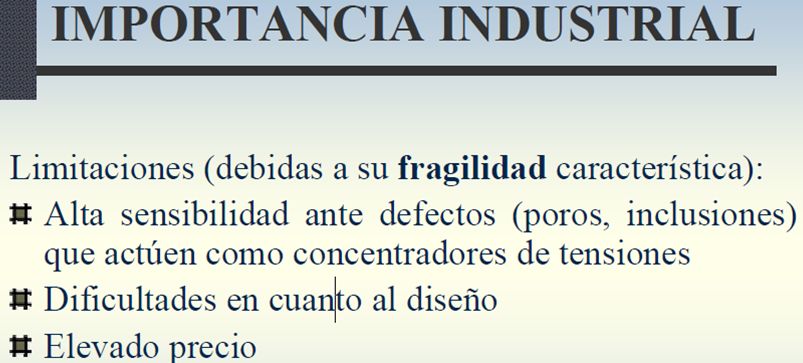 IMPORTANCIA INDUSTRIAL
Limitaciones (debidas a su fragilidad característica):
Alta sensibilidad ante defectos (poros, inclusiones)
que actúen como concentradores de tensiones
Dificultades en cuanto al diseño
Elevado precio